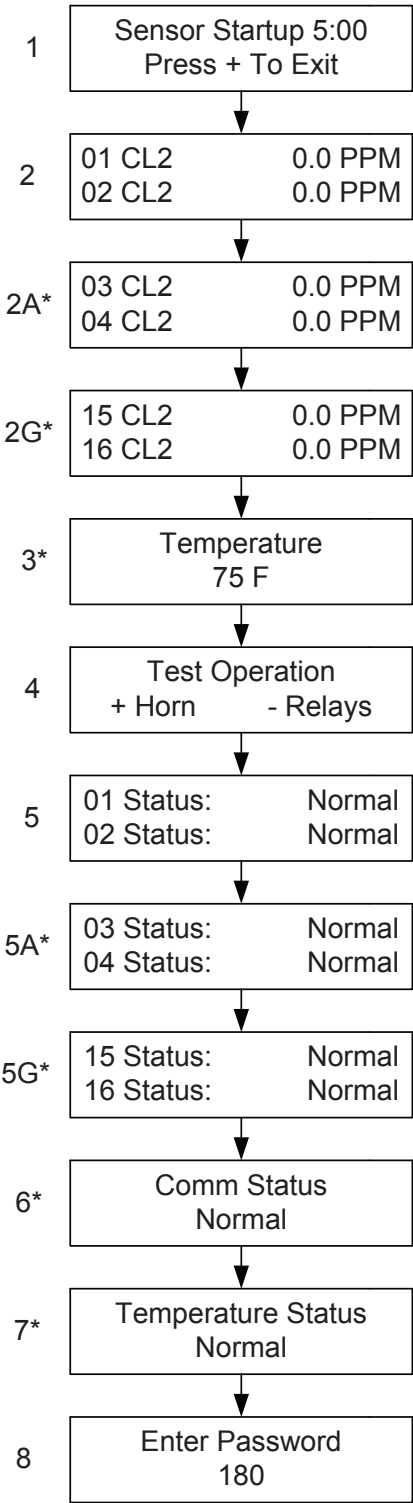 1
Sensor Startup 5:00
Press + To Exit
2
01 CL2 0.0 PPM
02 CL2 0.0 PPM
2A*
03 CL2 0.0 PPM
04 CL2 0.0 PPM
2G*
15 CL2 0.0 PPM
16 CL2 0.0 PPM
3*
Temperature
75 F
4
Test Operation
+ Horn - Relays
5
01 Status: Normal
02 Status: Normal
5A*
03 Status: Normal
04 Status: Normal
5G*
15 Status: Normal
16 Status: Normal
6*
Comm Status
Normal
7*
Temperature Status
Normal
8
Enter Password
180